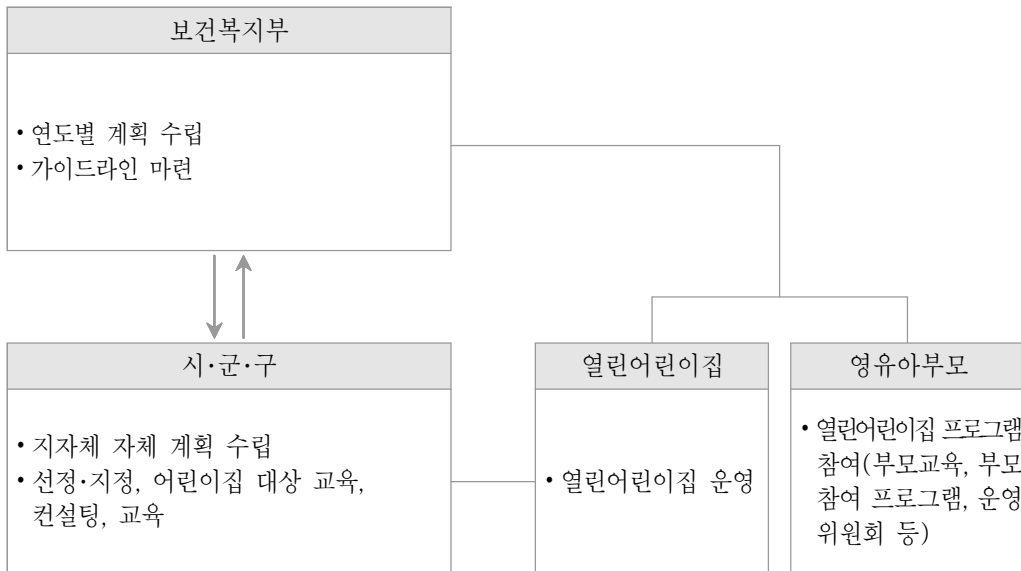 보건복지부
• 연도별 계획 수립
• 가이드라인 마련
시·군·구
• 지자체 자체 계획 수립
• 선정·지정, 어린이집 대상 교육,
컨설팅, 교육
열린어린이집
• 열린어린이집 운영
영유아부모
• 열린어린이집 프로그램
참여(부모교육, 부모
참여 프로그램, 운영
위원회 등)